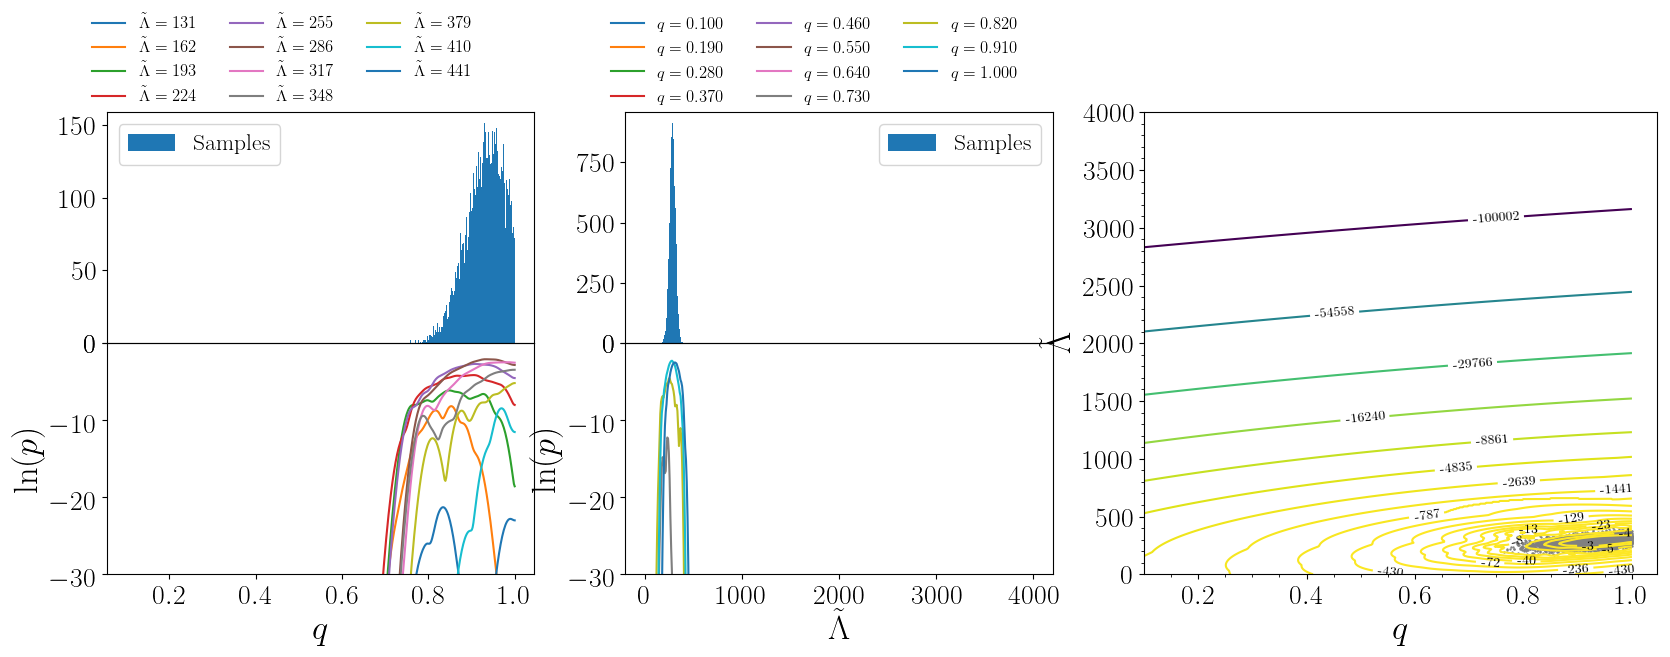 Λ̃ = 131 Λ̃ = 255 Λ̃ = 379
Λ̃ = 162 Λ̃ = 286 Λ̃ = 410
Λ̃ = 193 Λ̃ = 317 Λ̃ = 441
Λ̃ = 224 Λ̃ = 348
Samples
150
100
50
0
−10
−20
−30
ln(p)
0.2 0.4 0.6 0.8 1.0
q
q = 0.100 q = 0.460 q = 0.820
q = 0.190 q = 0.550 q = 0.910
q = 0.280 q = 0.640 q = 1.000
q = 0.370 q = 0.730
Samples
750
500
250
0
−10
−20
−30
ln(p)
0 1000 2000 3000 4000
Λ̃
4000
3500
3000
2500
2000
1500
1000
500
0
Λ̃
-100002
-54558
-29766
-16240
-8861
-4835
-2639
-1441
-787
-129
-23
-13
-4
-8
-3
-5
-72
-40
-430
-236
-430
0.2 0.4 0.6 0.8 1.0
q